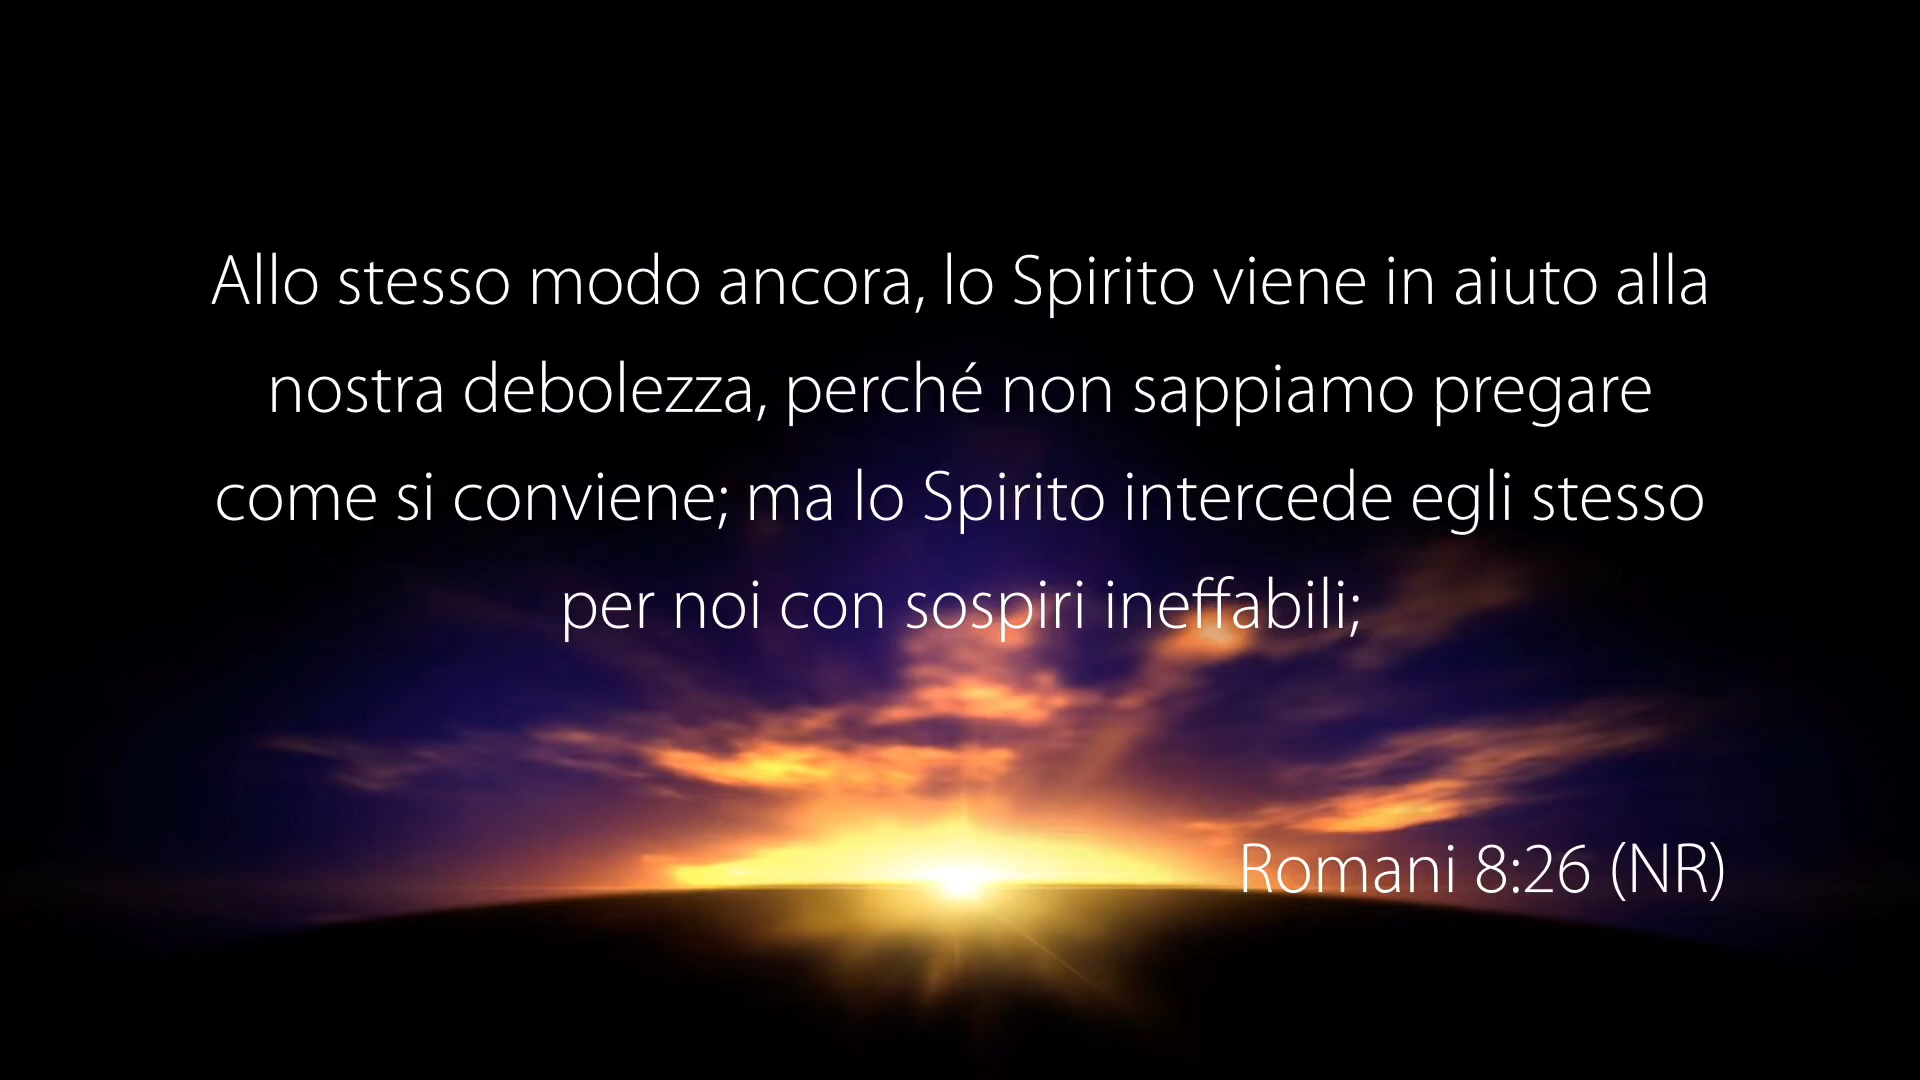 Allo stesso modo ancora, lo Spirito viene in aiuto alla
nostra debolezza, perché non sappiamo pregare
come si conviene; ma lo Spirito intercede egli stesso
per noi con sospiri ineffabili;
Romani 8:26 (NR)